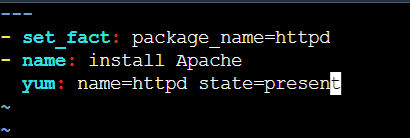 ---
- set_fact: package_name=httpd
- name: install Apache
  yum: name=httpd state=present
~
~